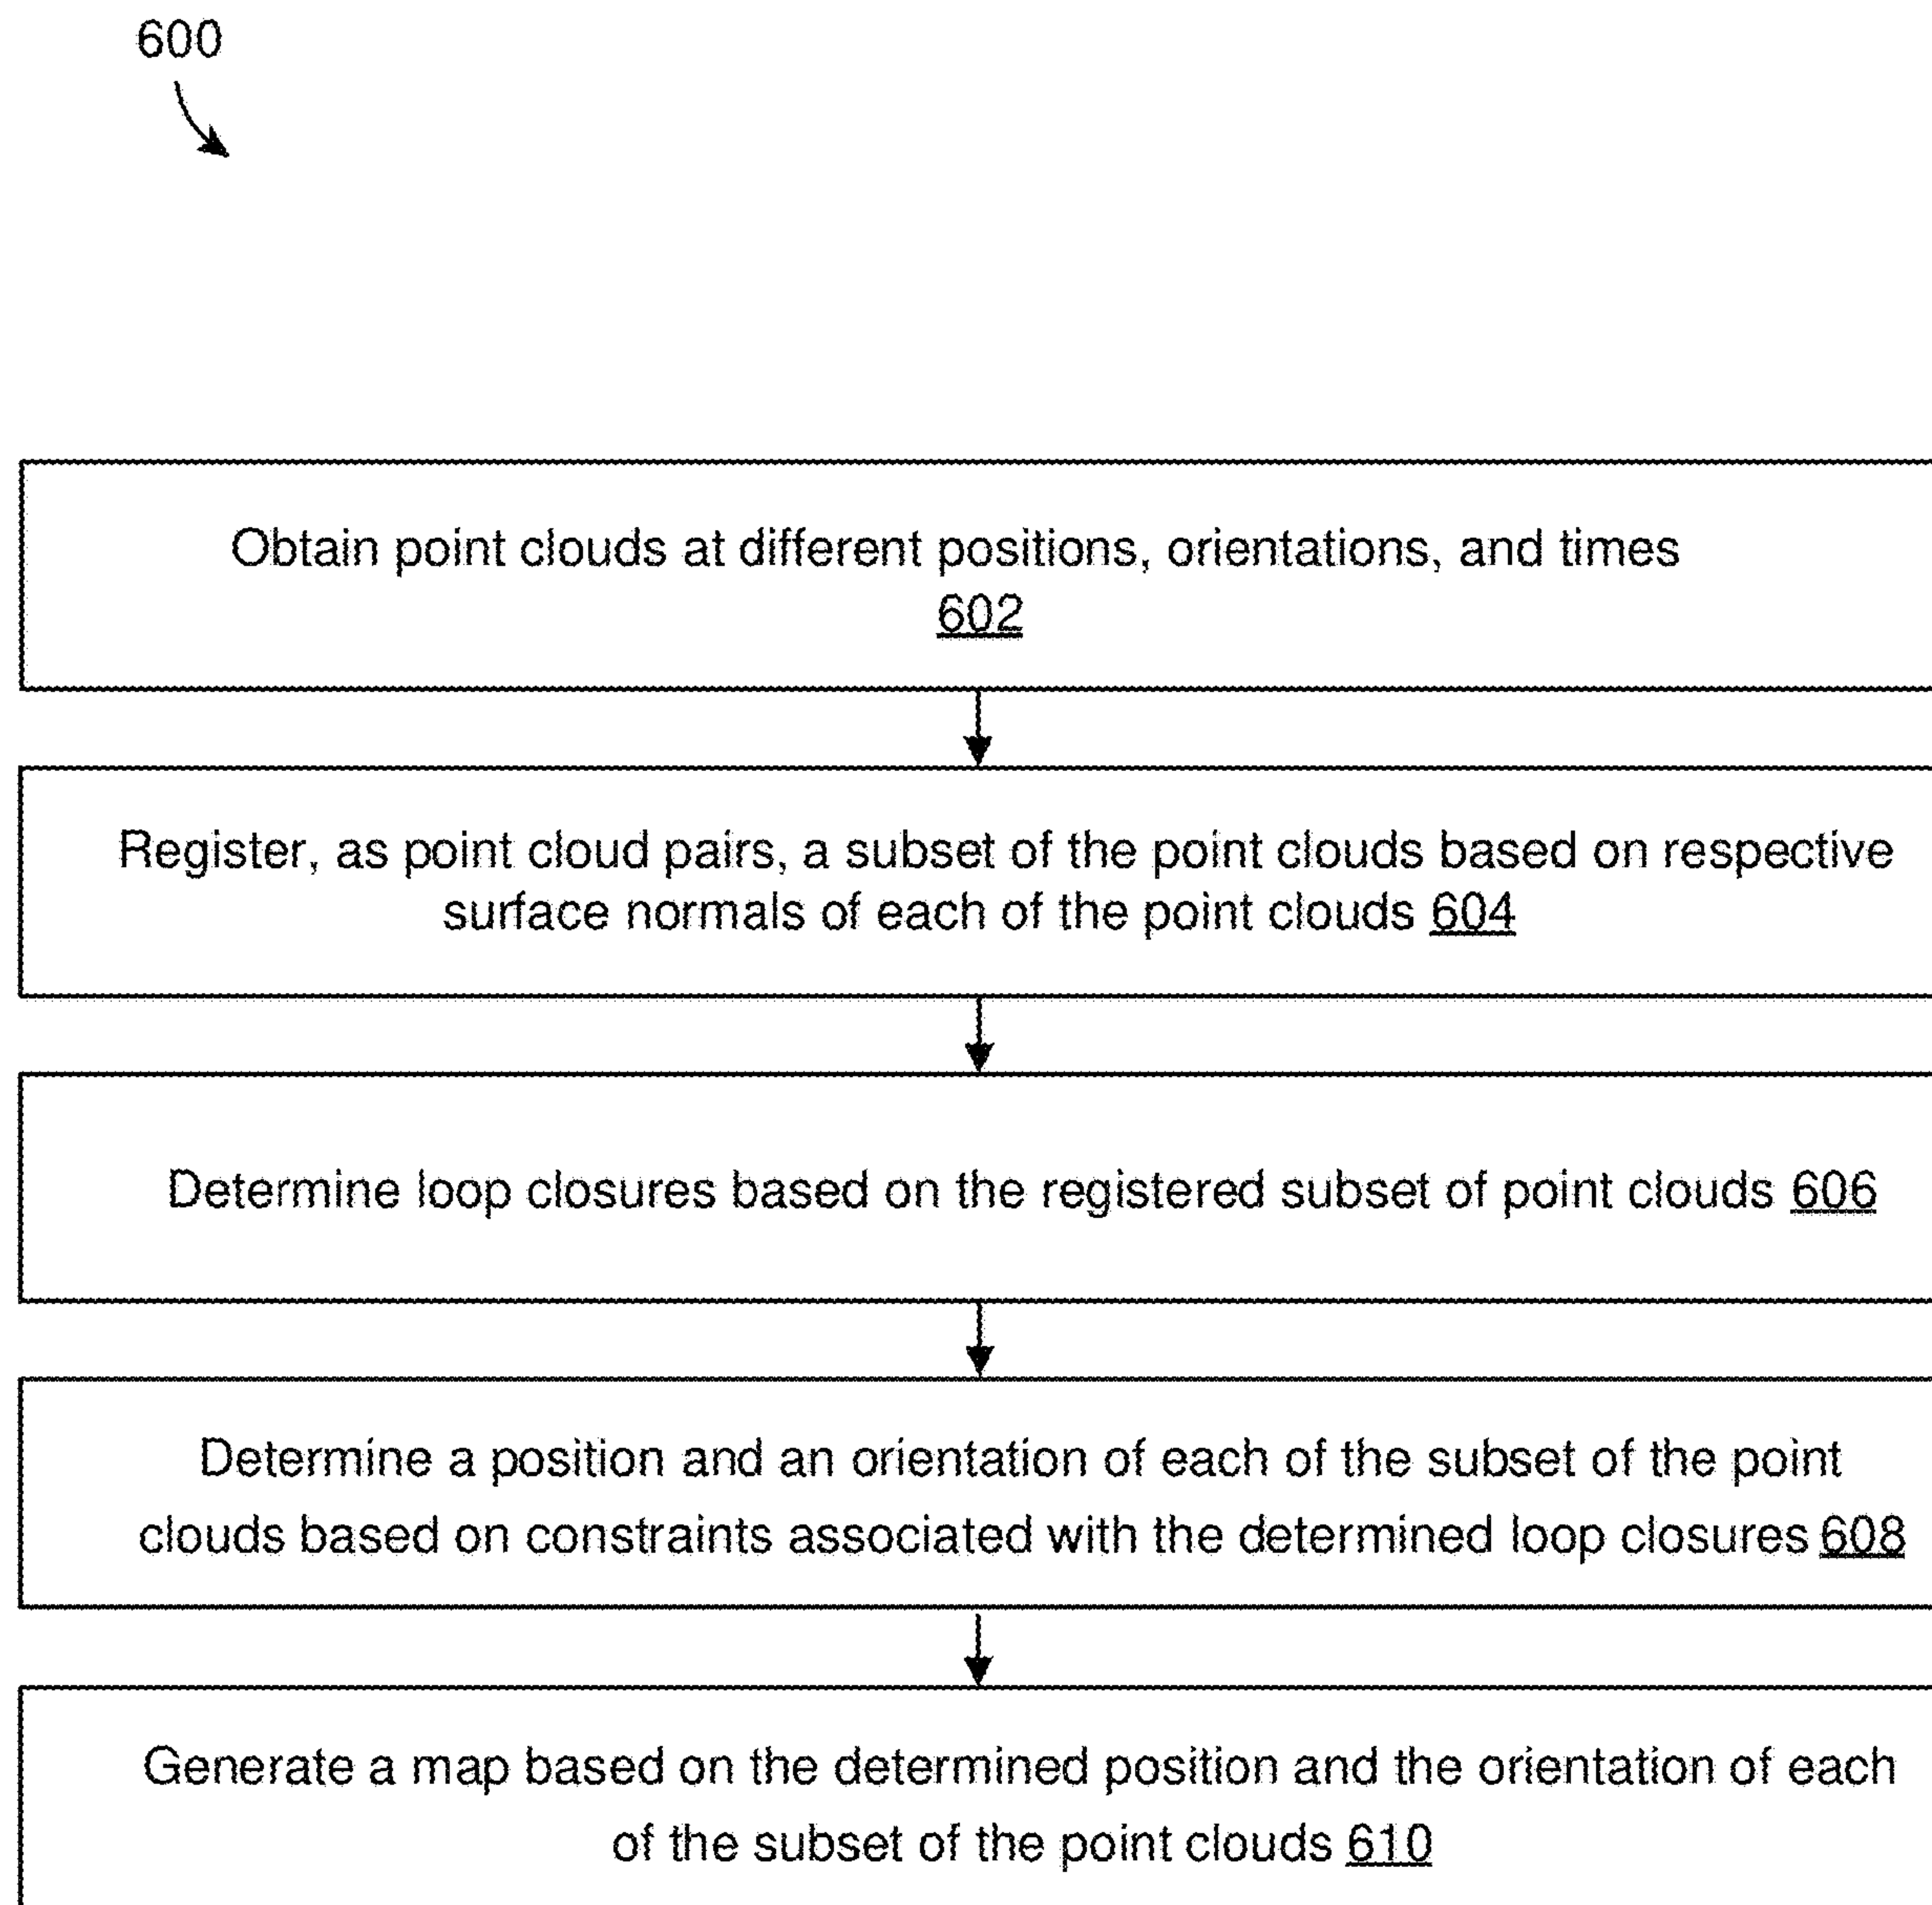 600
Obtain point clouds at different positions, orientations, and times
602
Register, as point cloud pairs, a subset of the point clouds based on respective
surface normals of each of the point clouds 604
Determine loop closures based on the registered subset of point clouds 606
Determine a position and an orientation of each of the subset of the point
clouds based on constraints associated with the determined loop closures 608
Generate a map based on the determined position and the orientation of each
of the subset of the point clouds 610